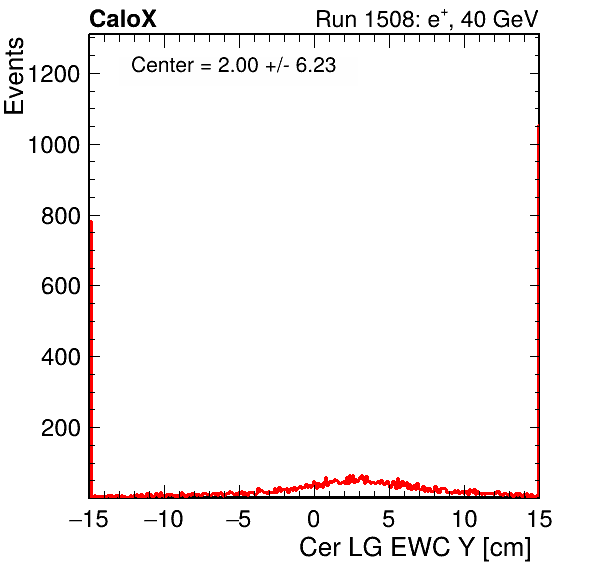 CaloX Run 1508: e⁺, 40 GeV
Center = 2.00 +/- 6.23
Events
1200
1000
800
600
400
200
−15 −10 −5 0 5 10 15
Cer LG EWC Y [cm]